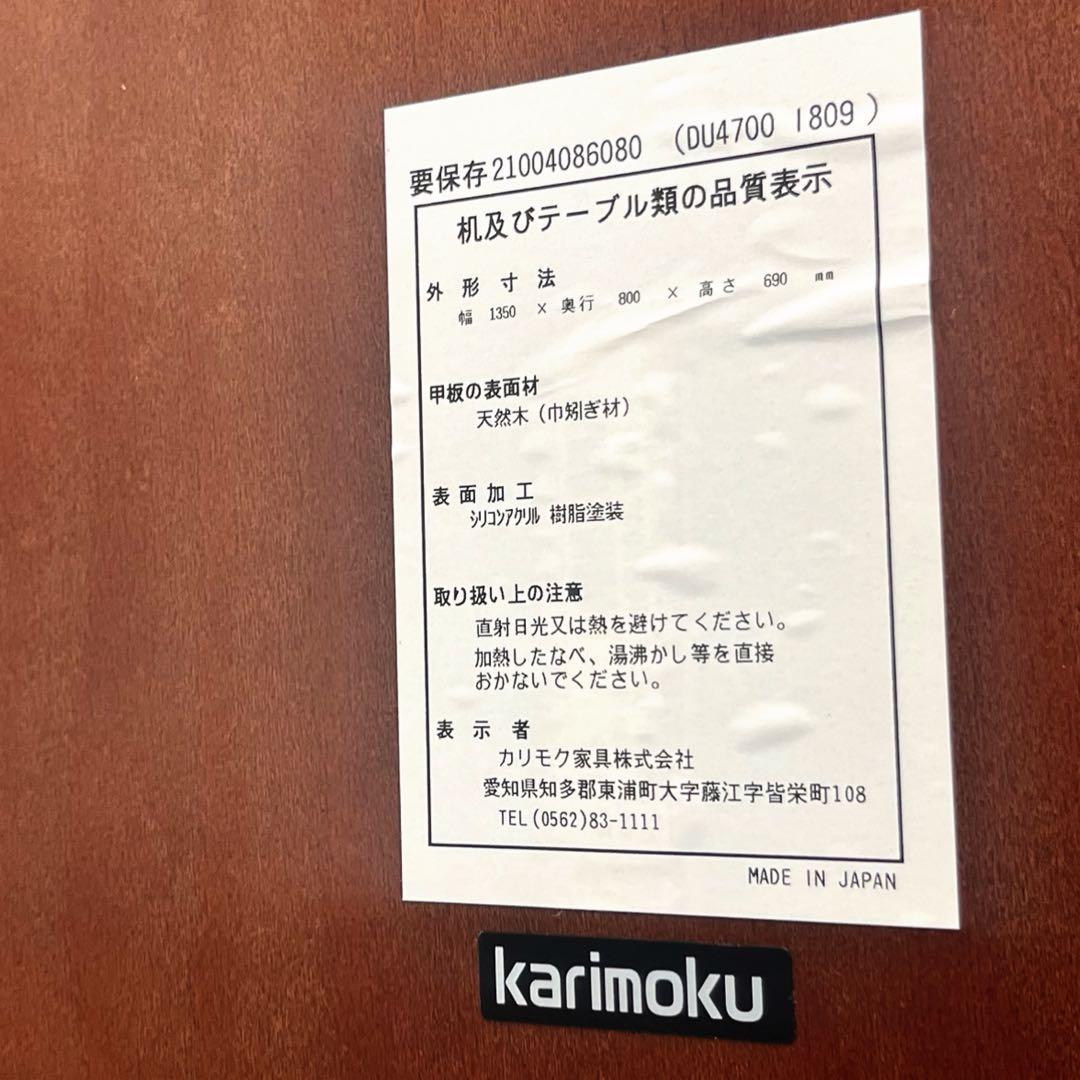 要保存21004086080 (DU4700 1809 )
机及びテーブル類の品質表示
外形寸法
幅 1350 × 奥行 800 × 高さ 690 mm
甲板の表面材
天然木(巾矧ぎ材)
表面加工
シリコンアクリル 樹脂塗装
取り扱い上の注意
直射日光又は熱を避けてください。
加熱したなべ、湯沸かし等を直接
おかないでください。
表示者
カリモク家具株式会社
愛知県知多郡東浦町大字藤江字皆栄町108
TEL(0562)83-1111
MADE IN JAPAN
karimoku